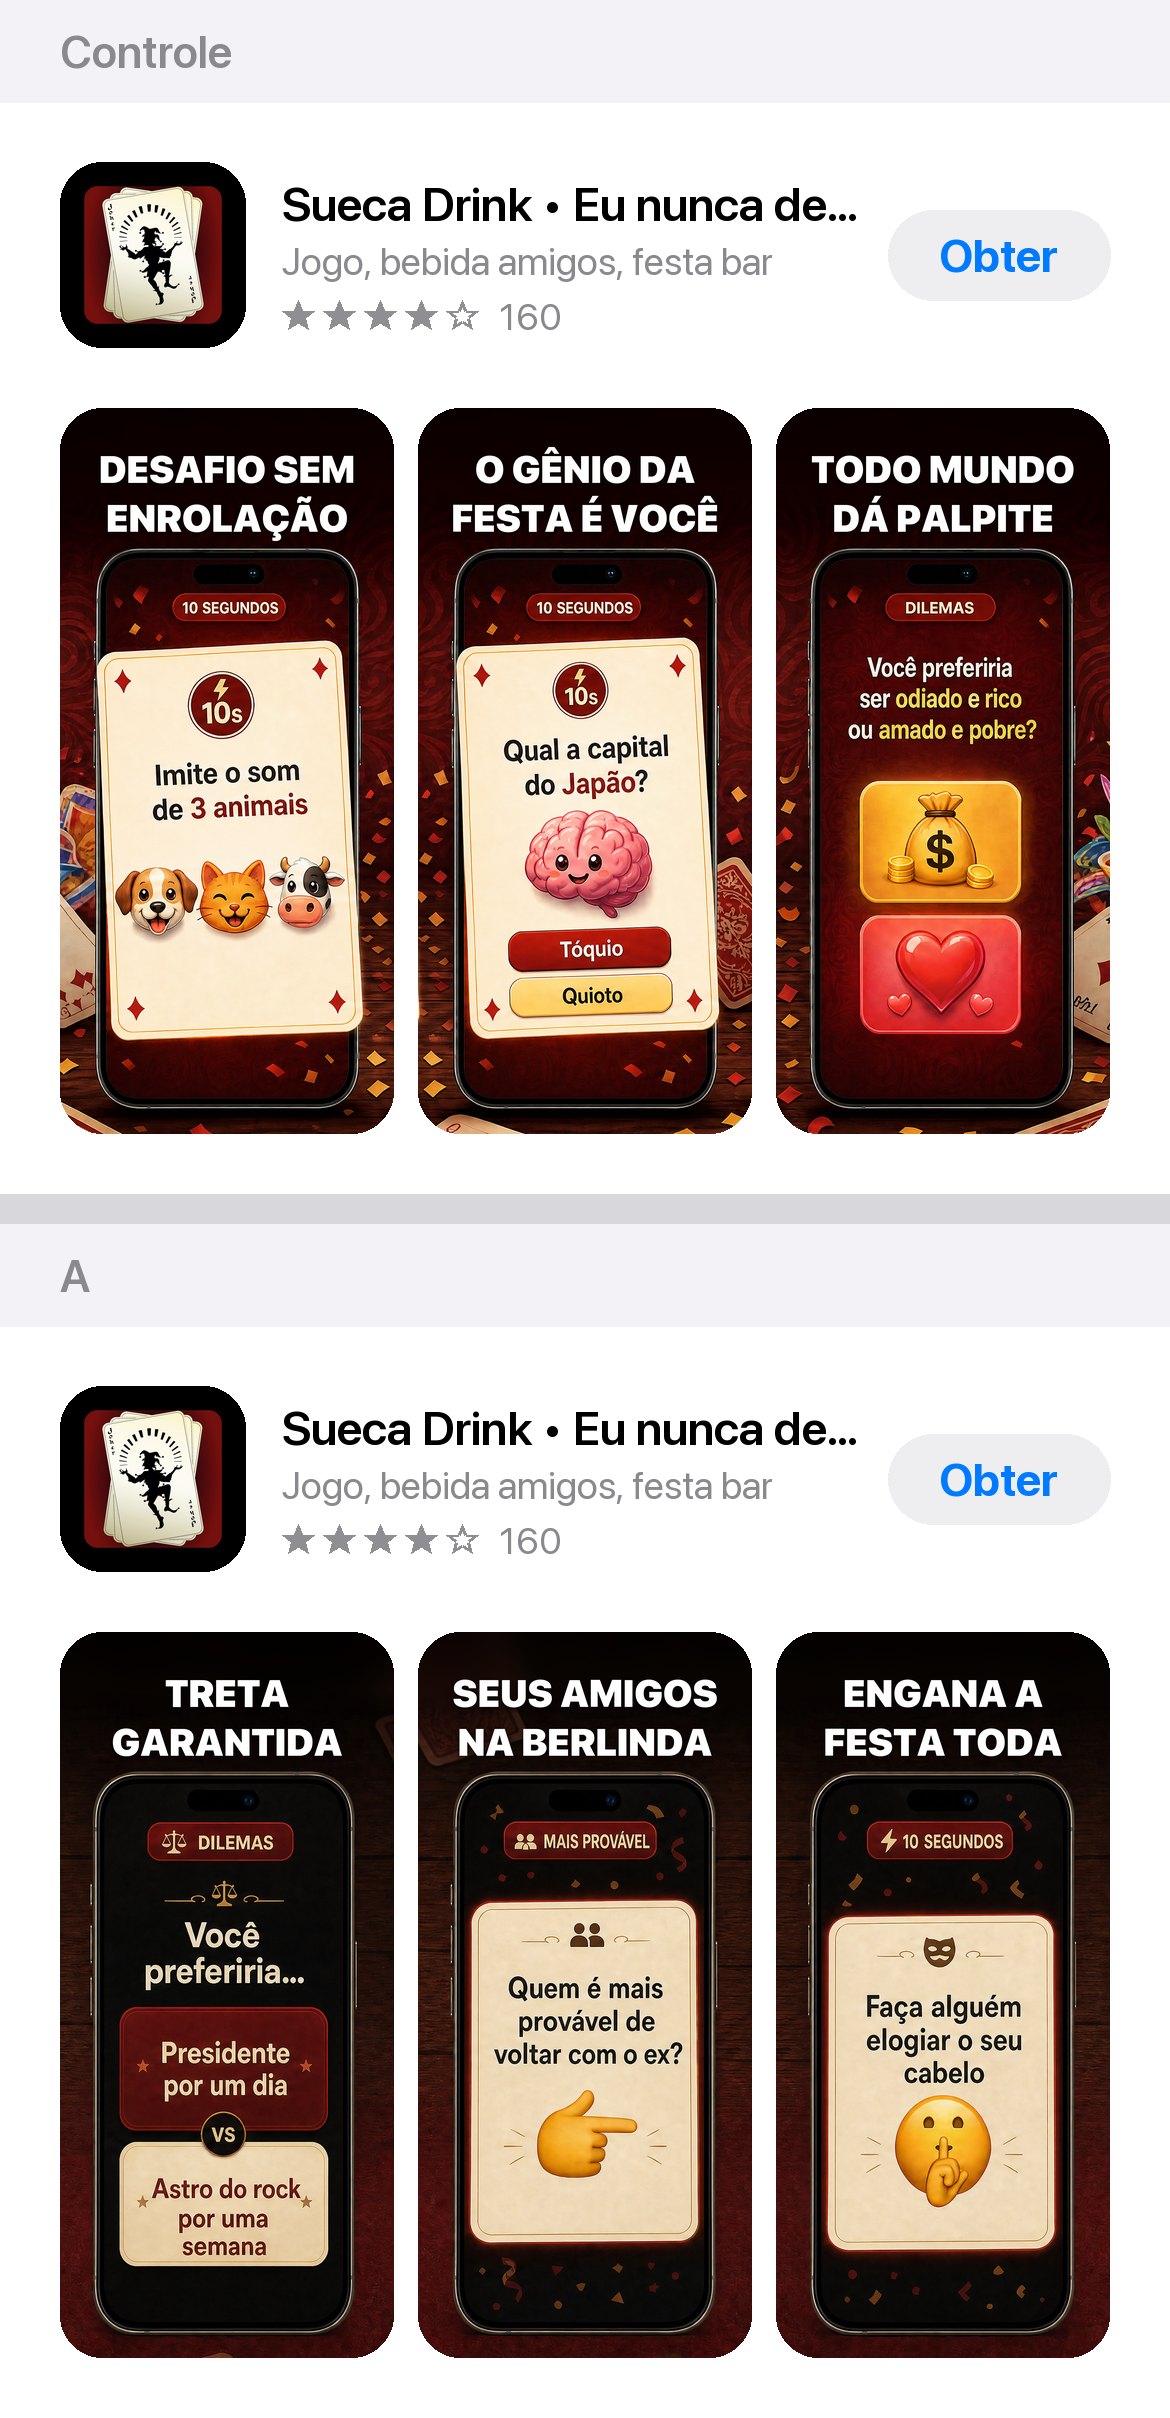 Controle
Sueca Drink • Eu nunca de...
Jogo, bebida amigos, festa bar
160
Obter
DESAFIO SEM
ENROLAÇÃO
10 SEGUNDOS
10s
Imite o som
de 3 animais
O GÊNIO DA
FESTA É VOCÊ
10 SEGUNDOS
10s
Qual a capital
do Japão?
Tóquio
Quioto
TODO MUNDO
DÁ PALPITE
DILEMAS
Você preferiria
ser odiado e rico
ou amado e pobre?
$
A
Sueca Drink • Eu nunca de...
Jogo, bebida amigos, festa bar
160
Obter
TRETA
GARANTIDA
DILEMAS
Você
preferiria...
Presidente
por um dia
VS
Astro do rock
por uma
semana
SEUS AMIGOS
NA BERLINDA
MAIS PROVÁVEL
Quem é mais
provável de
voltar com o ex?
ENGANA A
FESTA TODA
10 SEGUNDOS
Faça alguém
elogiar o seu
cabelo